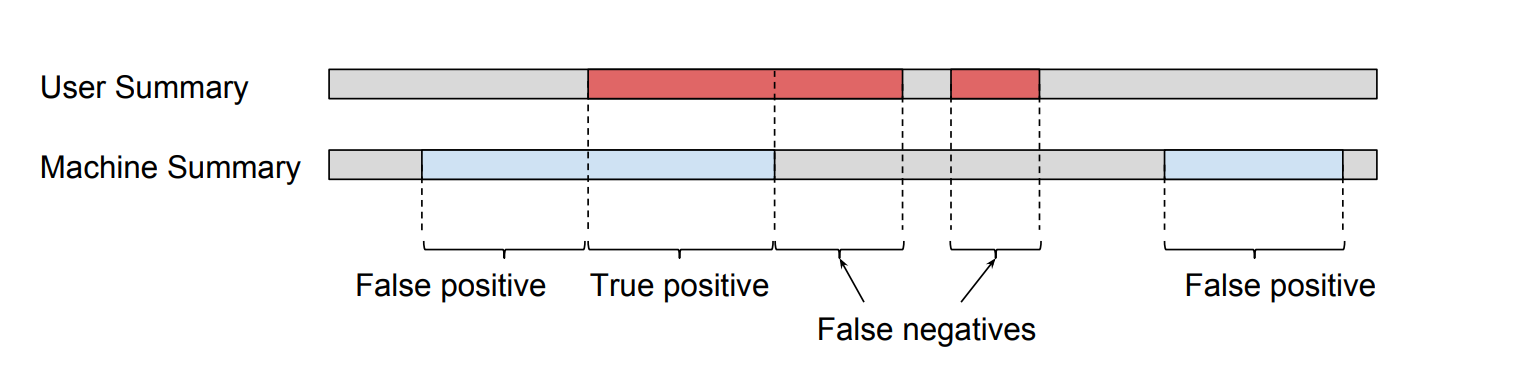 User Summary
Machine Summary
False positive
True positive
False positive
False negatives